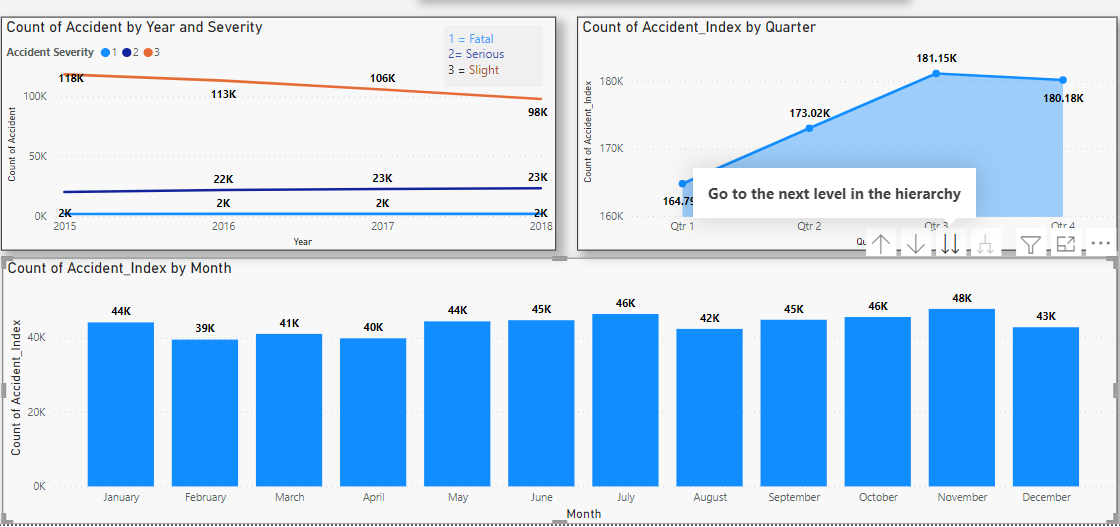 Count of Accident by Year and Severity
Accident Severity 1 2 3
1 = Fatal
2= Serious
3 = Slight
Count of Accident
100K
50K
0K
118K
113K
106K
98K
22K
23K
23K
2K
2K
2K
2K
2015 2016 2017 2018
Year
Count of Accident_Index by Quarter
Count of Accident_Index
180K
170K
160K
173.02K
181.15K
180.18K
Go to the next level in the hierarchy
Qtr 1 Qtr 2 Qtr 3 Qtr 4
Count of Accident_Index by Month
Count of Accident_Index
40K
20K
0K
44K 39K 41K 40K 44K 45K 46K 42K 45K 46K 48K 43K
January February March April May June July August September October November December
Month